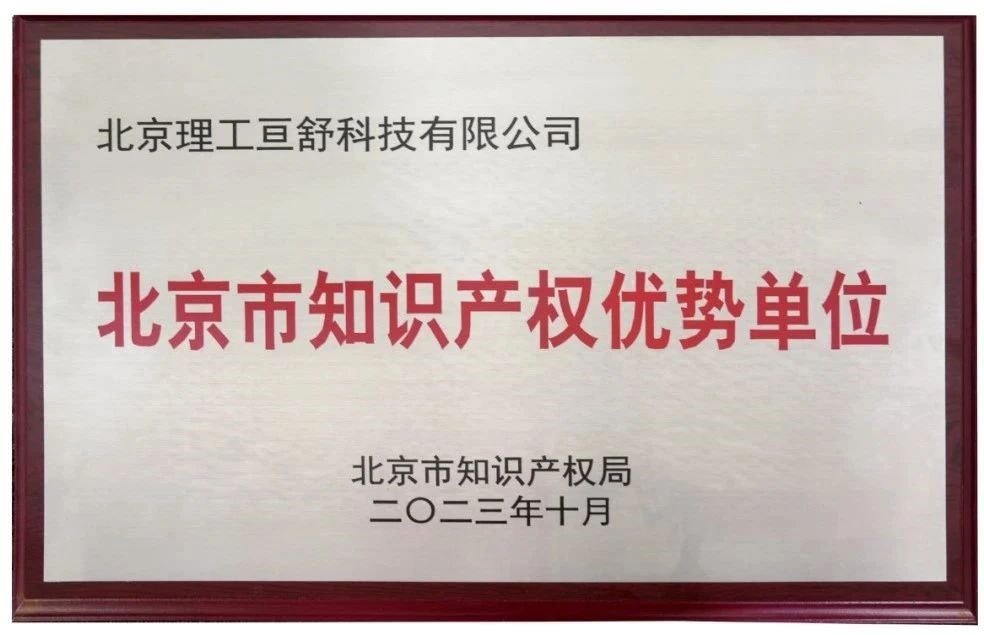 北京理工亘舒科技有限公司
北京市知识产权优势单位
北京市知识产权局
二〇二三年十月